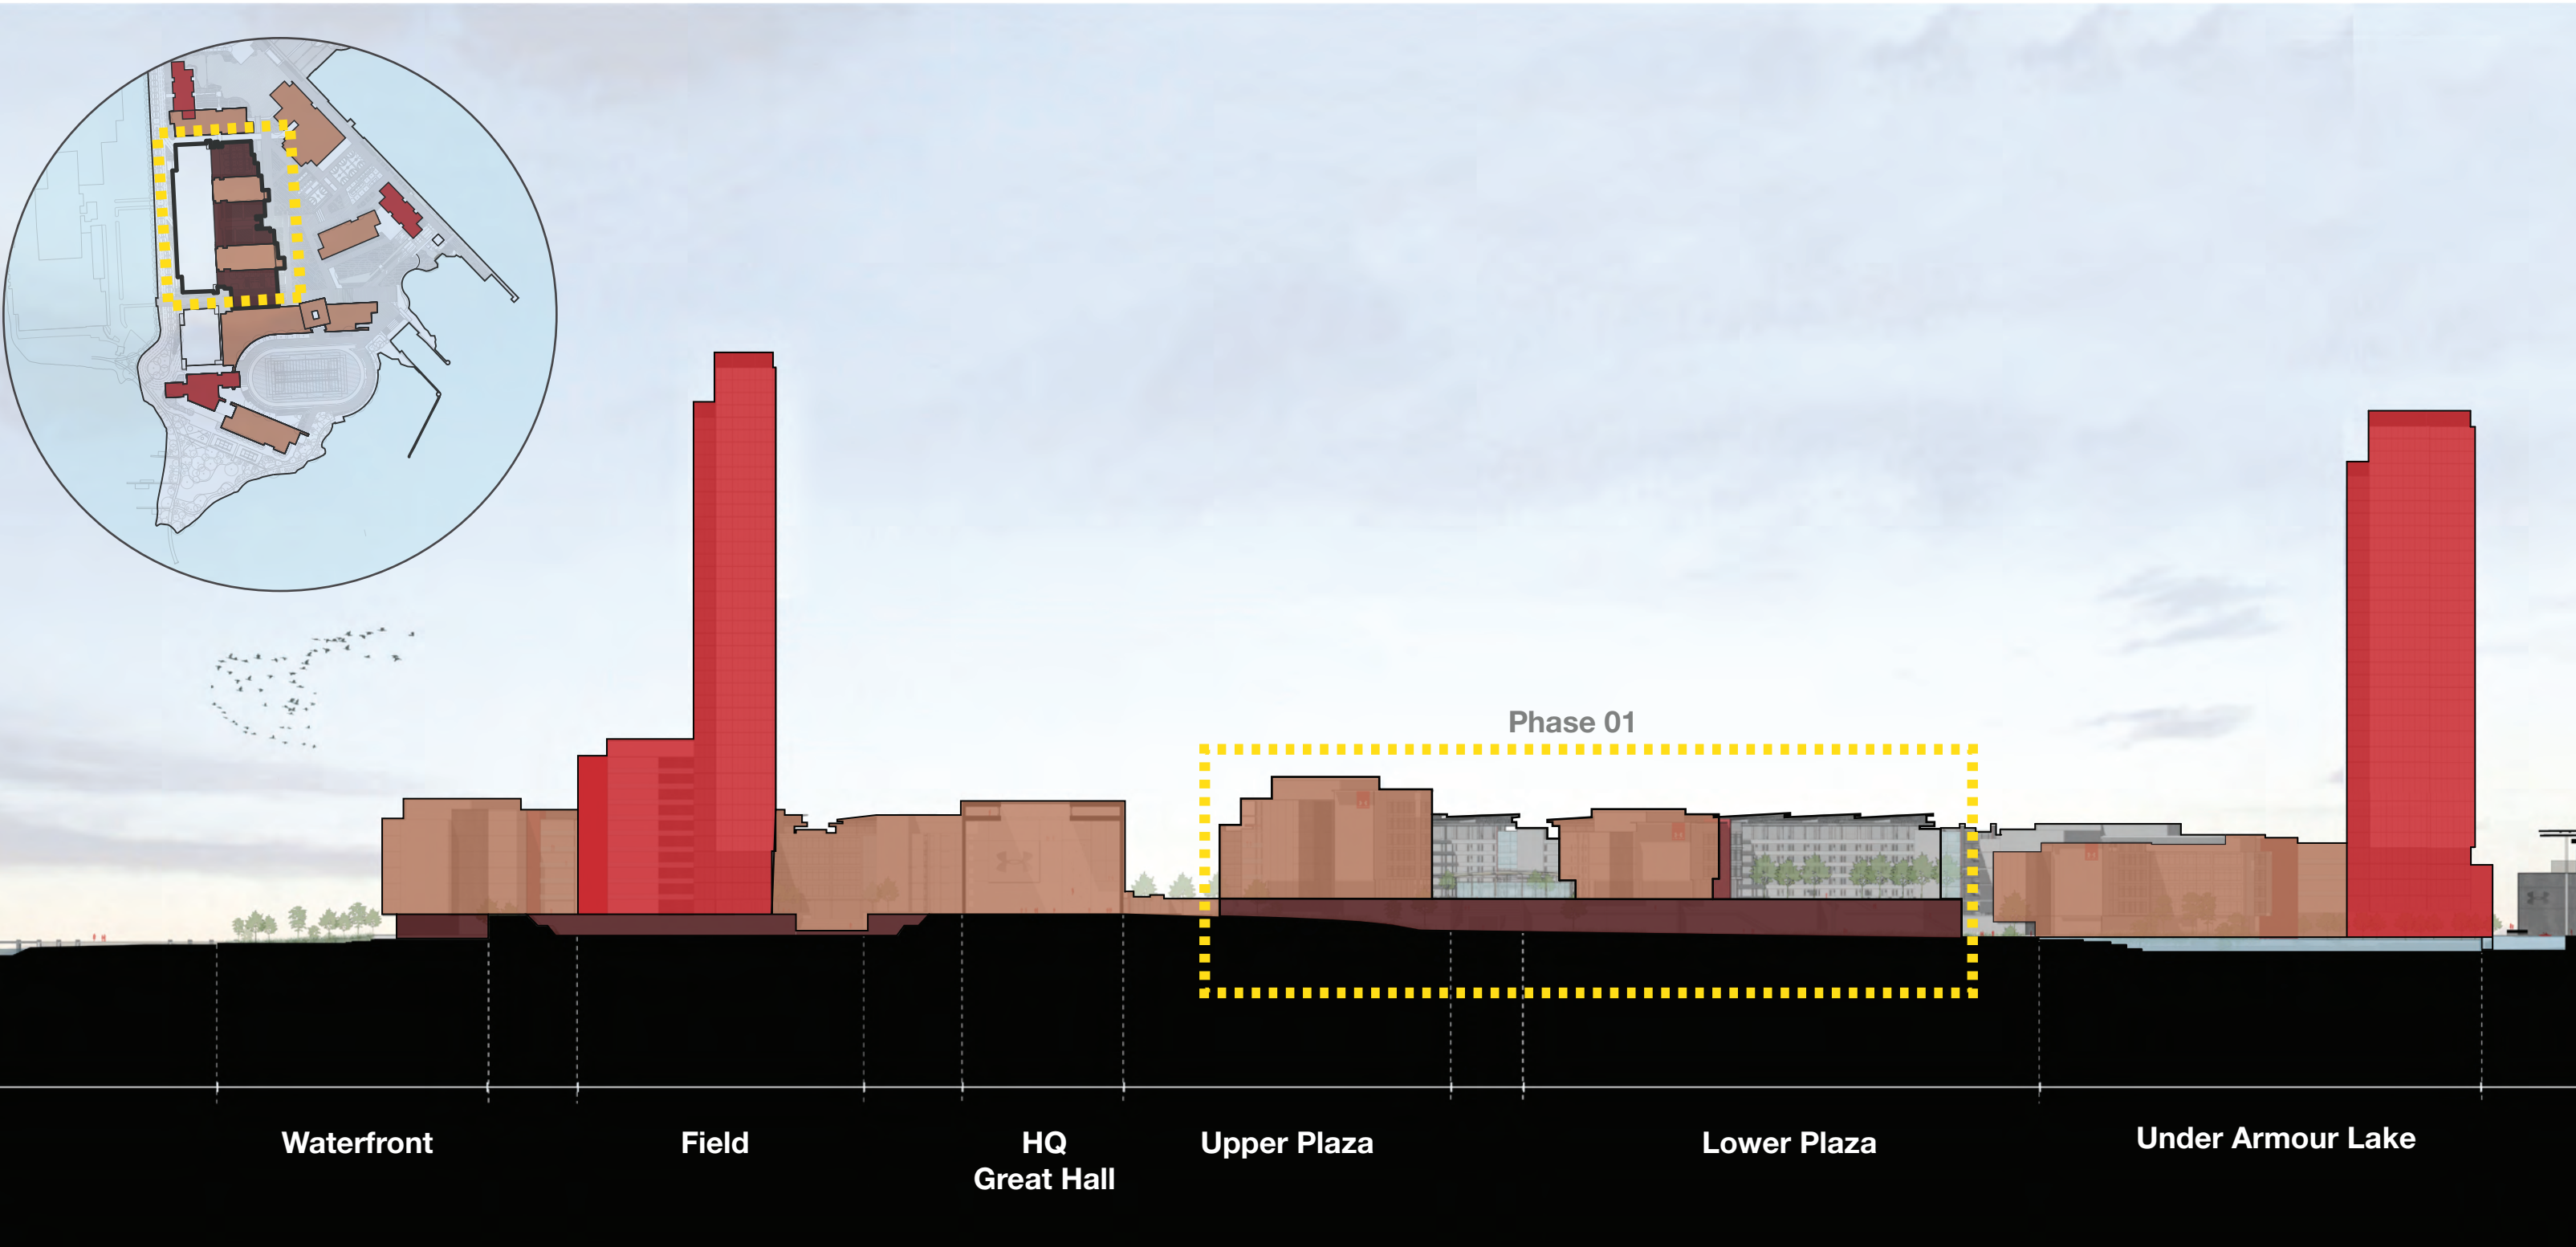 Phase 01
Waterfront
Field
HQ
Great Hall
Upper Plaza
Lower Plaza
Under Armour Lake